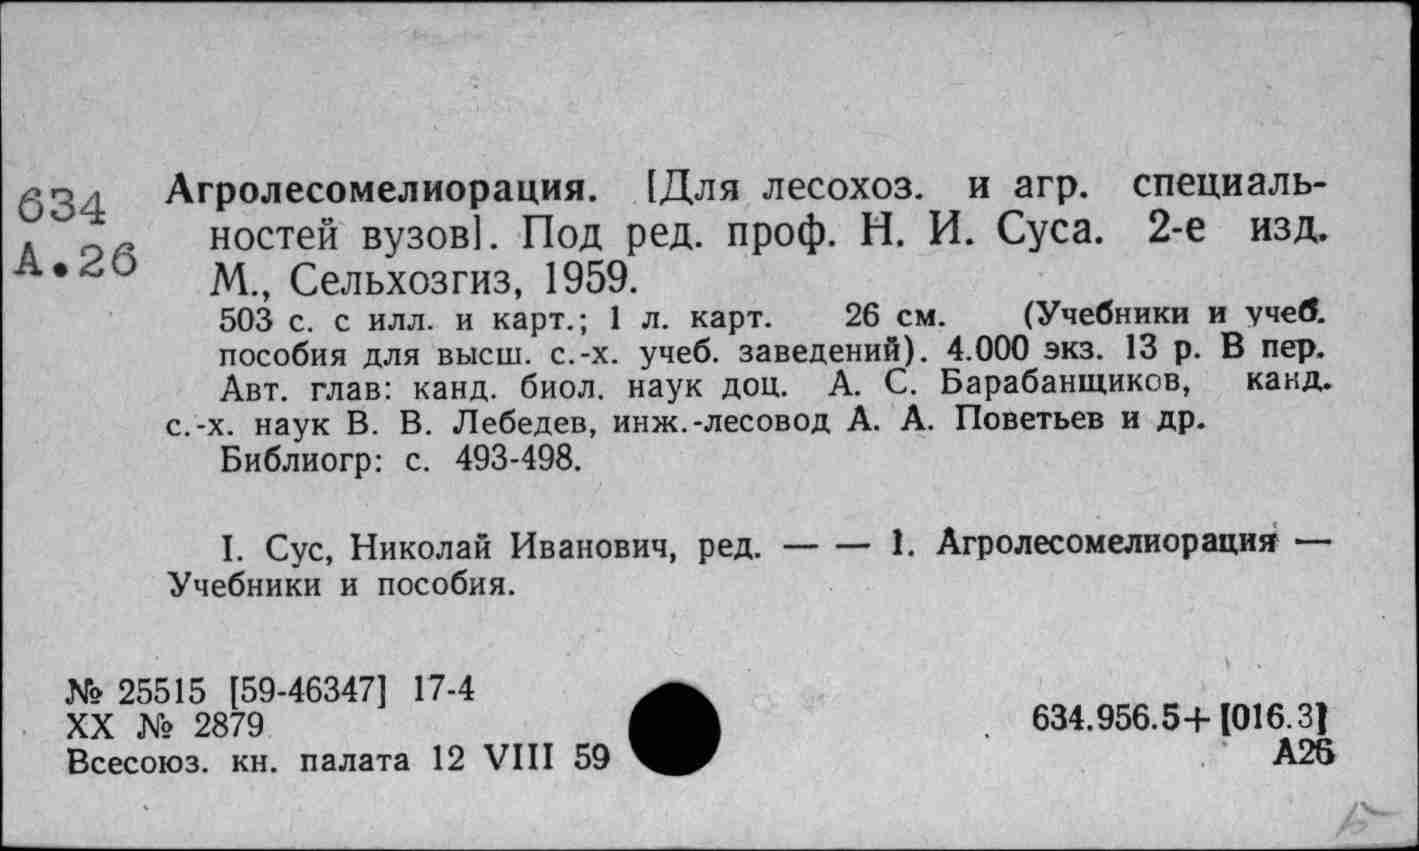 634
А.26
Агролесомелиорация. [Для лесохоз. и агр. специаль-
ностей вузов]. Под ред. проф. Н. И. Суса. 2-е изд.
М., Сельхозгиз, 1959.
503 с. с илл. и карт.; 1 л. карт. 26 см. (Учебники и учеб.
пособия для высш. с.-х. учеб. заведений). 4.000 экз. 13 р. В пер.
Авт. глав: канд. биол. наук доц. А. С. Барабанщиков, канд.
с.-х. наук В. В. Лебедев, инж.-лесовод А. А. Поветьев и др.
Библиогр: с. 493-498.
I. Сус, Николай Иванович, ред. — — 1. Агролесомелиорация —
Учебники и пособия.
№ 25515 [59-46347] 17-4
XX № 2879
Всесоюз. кн. палата 12 VIII 59
634.956.5+[016.3]
А26